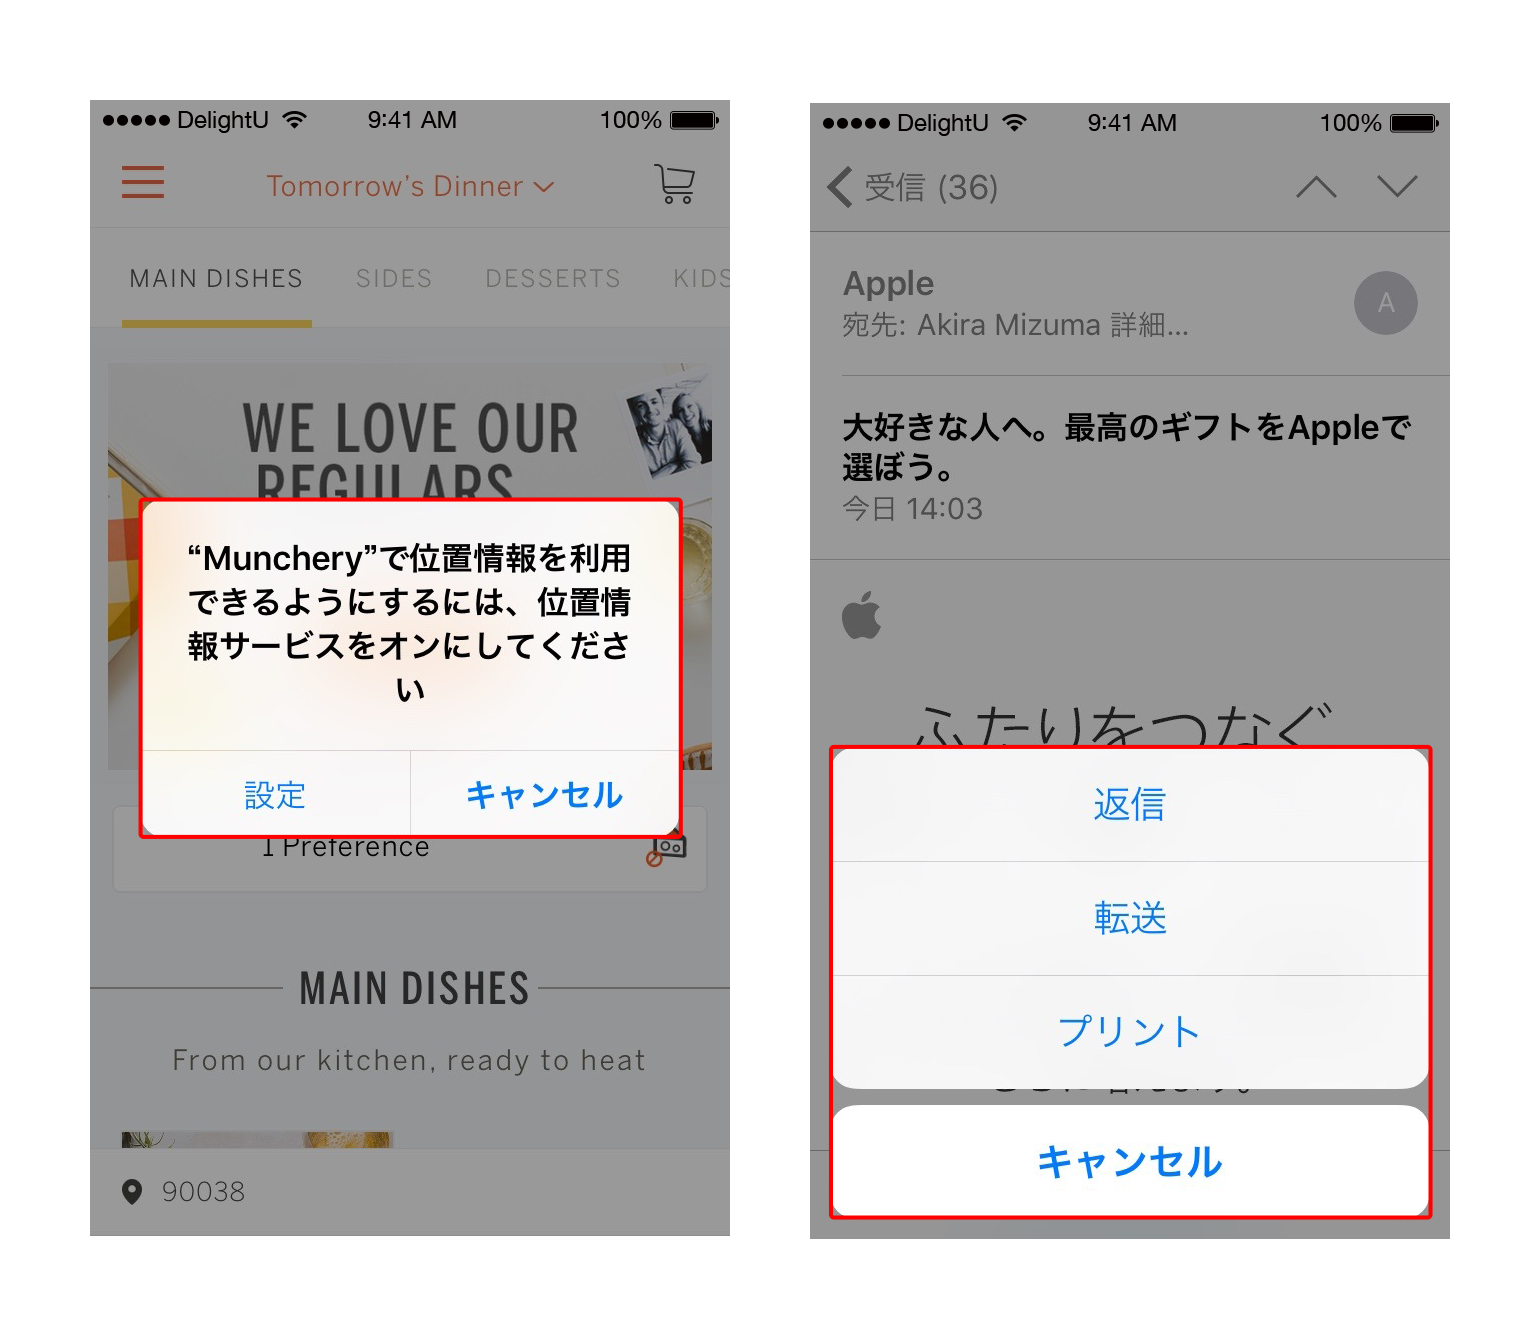 DelightU 9:41 AM 100%
Tomorrow's Dinner
MAIN DISHES SIDES DESSERTS KIDS
WE LOVE OUR
REGULARS
“Munchery”で位置情報を利用
できるようにするには、位置情
報サービスをオンにしてくださ
い
設定 キャンセル
1 Preference
MAIN DISHES
From our kitchen, ready to heat
90038
DelightU 9:41 AM 100%
受信 (36)
Apple
A
宛先: Akira Mizuma 詳細...
大好きな人へ。最高のギフトをAppleで
選ぼう。
今日 14:03
ふたりをつなぐ
返信
転送
プリント
キャンセル